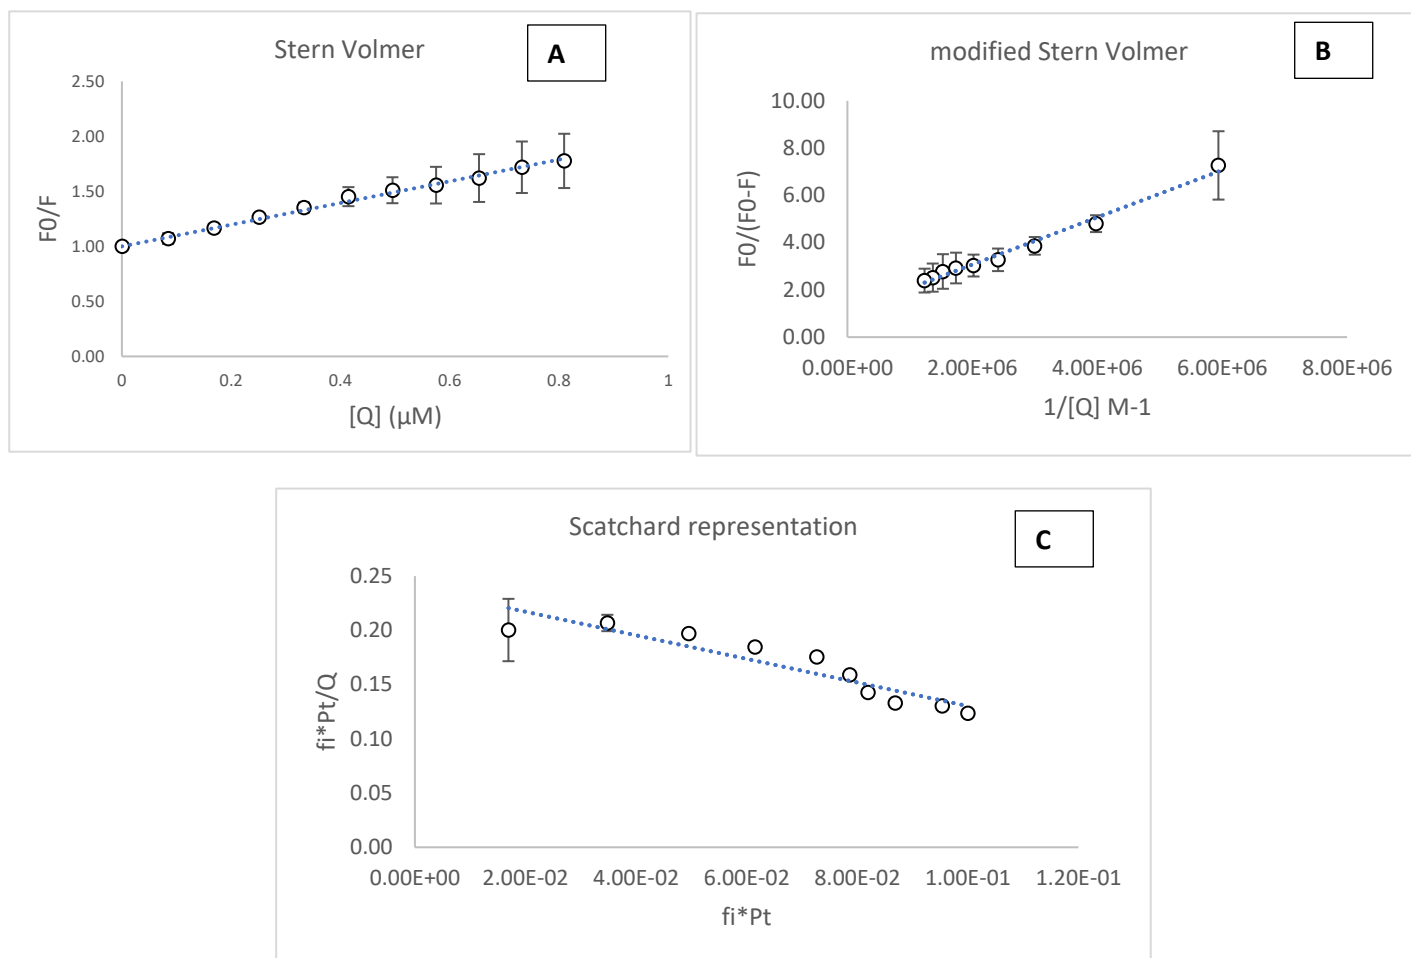 Stern Volmer
A
F0/F
2.50
2.00
1.50
1.00
0.50
0.00
0 0.2 0.4 0.6 0.8 1
[Q] (µM)
modified Stern Volmer
B
F0/(F0-F)
10.00
8.00
6.00
4.00
2.00
0.00
0.00E+00 2.00E+06 4.00E+06 6.00E+06 8.00E+06
1/[Q] M-1
Scatchard representation
C
fi*Pt/Q
0.25
0.20
0.15
0.10
0.05
0.00
0.00E+00 2.00E-02 4.00E-02 6.00E-02 8.00E-02 1.00E-01 1.20E-01
fi*Pt